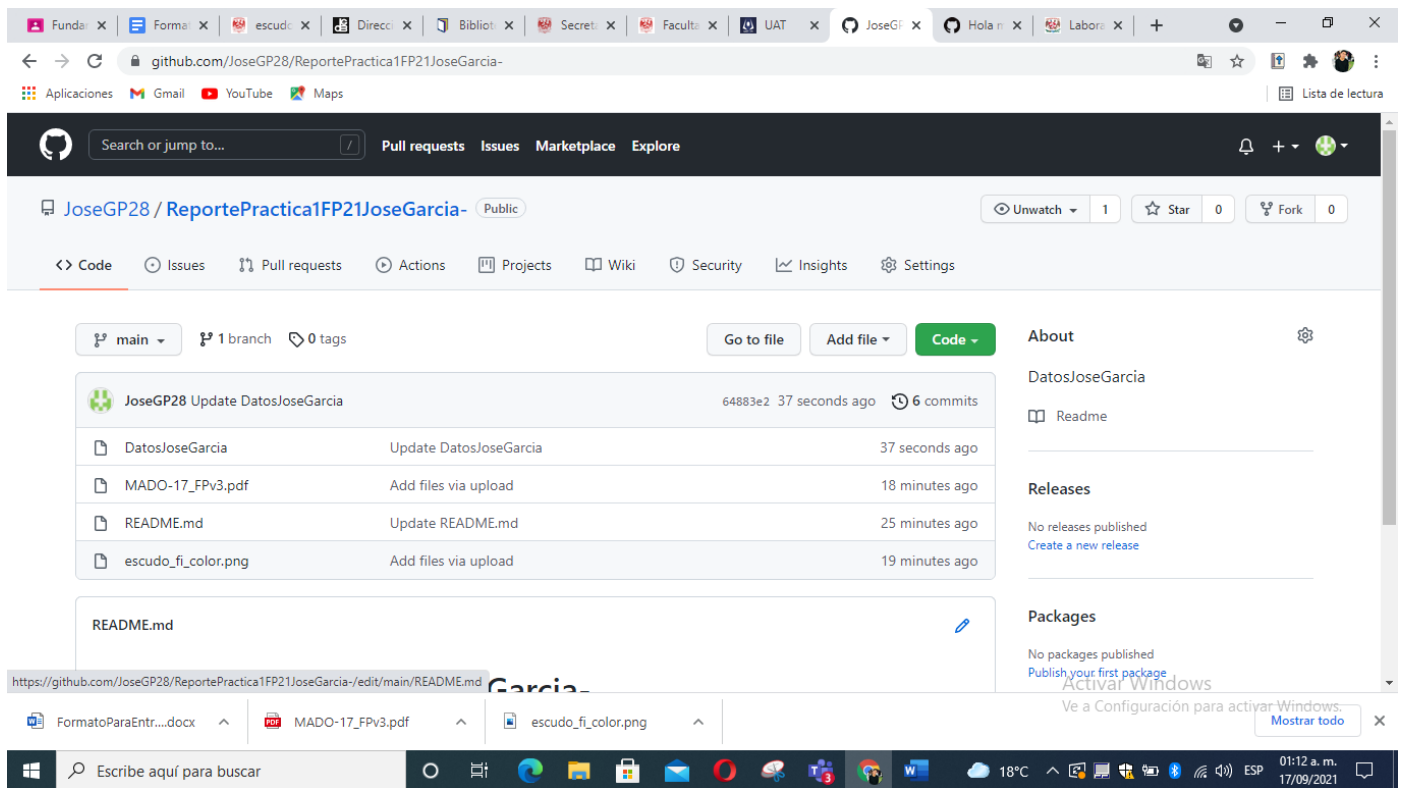 Funda Format escudo Direcci Bibliot Secreta Faculta UAT JoseGP Hola m Labora
github.com/JoseGP28/ReportePractica1FP21JoseGarcia-
Aplicaciones Gmail YouTube Maps Lista de lectura
Search or jump to... / Pull requests Issues Marketplace Explore
JoseGP28 / ReportePractica1FP21JoseGarcia- Public Unwatch 1 Star 0 Fork 0
<> Code Issues Pull requests Actions Projects Wiki Security Insights Settings
main 1 branch 0 tags Go to file Add file Code About
DatosJoseGarcia
JoseGP28 Update DatosJoseGarcia 64883e2 37 seconds ago 6 commits
Readme
DatosJoseGarcia Update DatosJoseGarcia 37 seconds ago
MADO-17_FPv3.pdf Add files via upload 18 minutes ago
Releases
README.md Update README.md 25 minutes ago
No releases published
Create a new release
escudo_fi_color.png Add files via upload 19 minutes ago
Packages
README.md
No packages published
Publish your first package
https://github.com/JoseGP28/ReportePractica1FP21JoseGarcia-/edit/main/README.md Garcia-
Activar Windows
Ve a Configuración para activar Windows.
FormatoParaEntr....docx MADO-17_FPv3.pdf escudo_fi_color.png Mostrar todo
Escribe aquí para buscar 3 18°C ESP 01:12 a. m.
17/09/2021